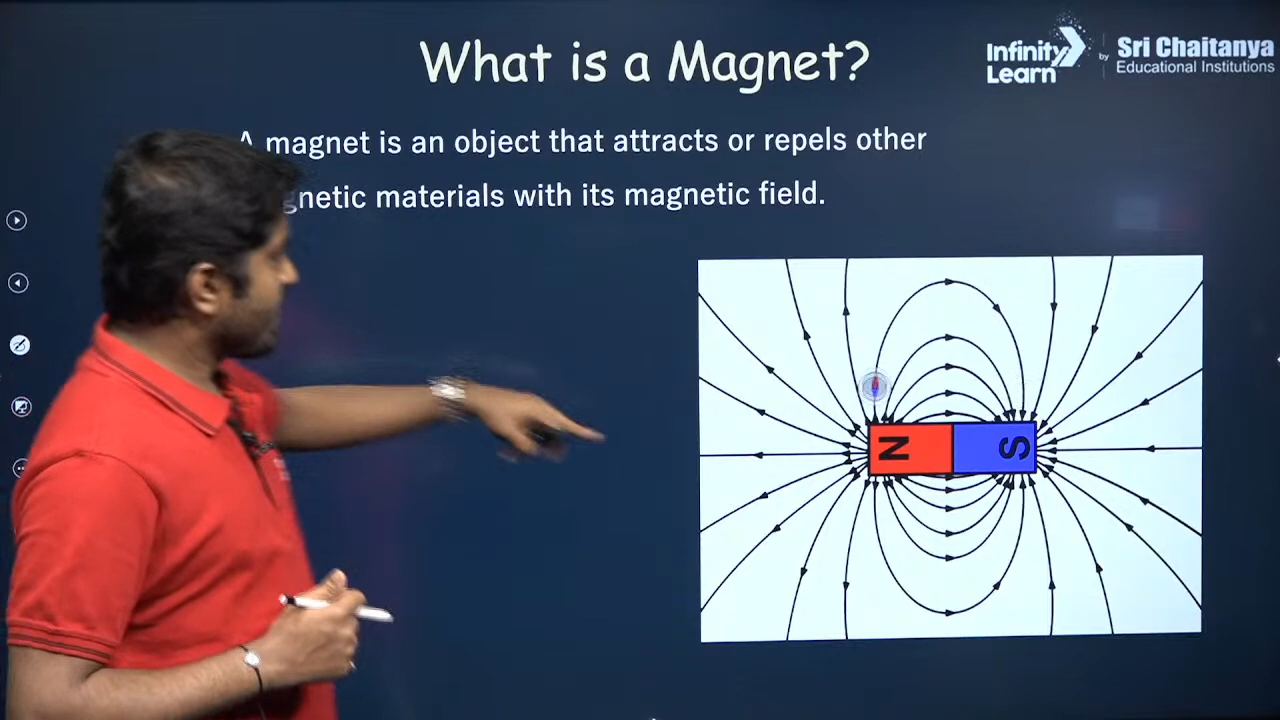 What is a Magnet?
Infinity
Learn
by
Sri Chaitanya
Educational Institutions
A magnet is an object that attracts or repels other
materials with its magnetic field.
N
S